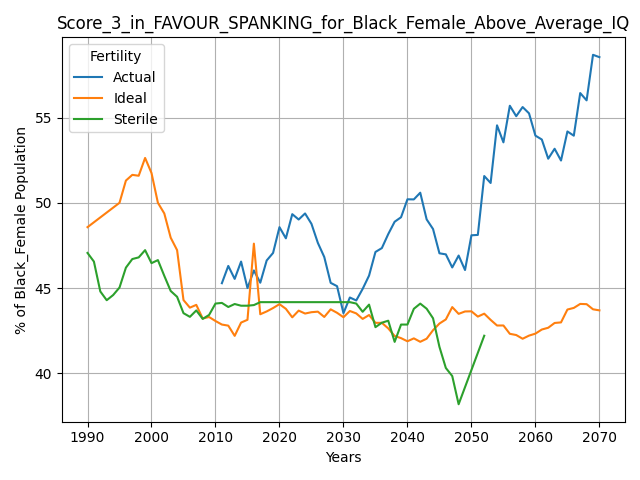 Score_3_in_FAVOUR_SPANKING_for_Black_Female_Above_Average_IQ
Fertility
Actual
Ideal
Sterile
% of Black_Female Population
55
50
45
40
1990 2000 2010 2020 2030 2040 2050 2060 2070
Years